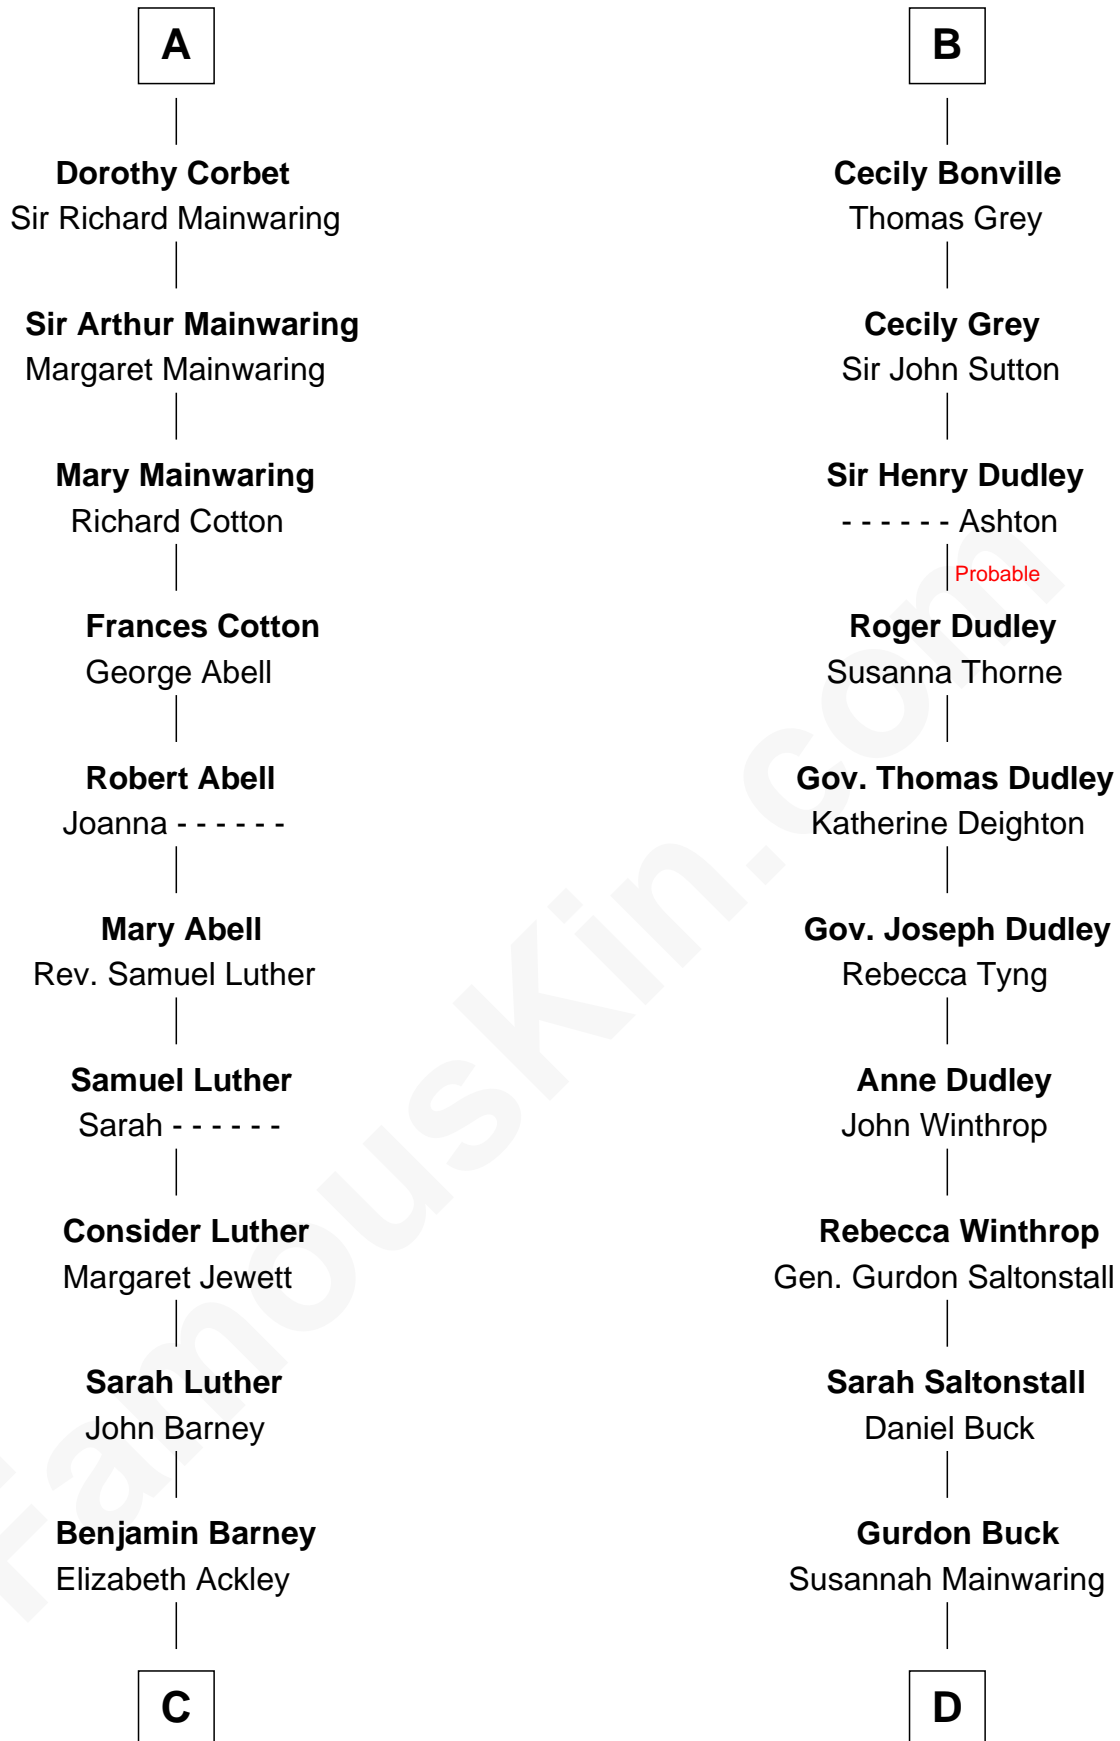 A
Dorothy Corbet
Sir Richard Mainwaring
Sir Arthur Mainwaring
Margaret Mainwaring
Mary Mainwaring
Richard Cotton
Frances Cotton
George Abell
Robert Abell
Joanna - - - - - -
Mary Abell
Rev. Samuel Luther
Samuel Luther
Sarah - - - - - -
Consider Luther
Margaret Jewett
Sarah Luther
John Barney
Benjamin Barney
Elizabeth Ackley
C
B
Cecily Bonville
Thomas Grey
Cecily Grey
Sir John Sutton
Sir Henry Dudley
- - - - - - Ashton
Probable
Roger Dudley
Susanna Thorne
Gov. Thomas Dudley
Katherine Deighton
Gov. Joseph Dudley
Rebecca Tyng
Anne Dudley
John Winthrop
Rebecca Winthrop
Gen. Gurdon Saltonstall
Sarah Saltonstall
Daniel Buck
Gurdon Buck
Susannah Mainwaring
D
FamousKin.com